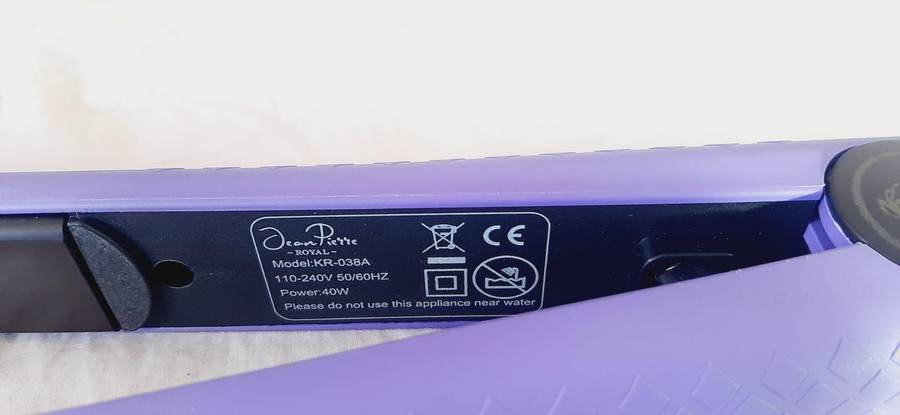 Jean Pierre
~ROYAL~
Model:KR-038A
110-240V 50/60HZ
Power:40W
Please do not use this appliance near water
CE